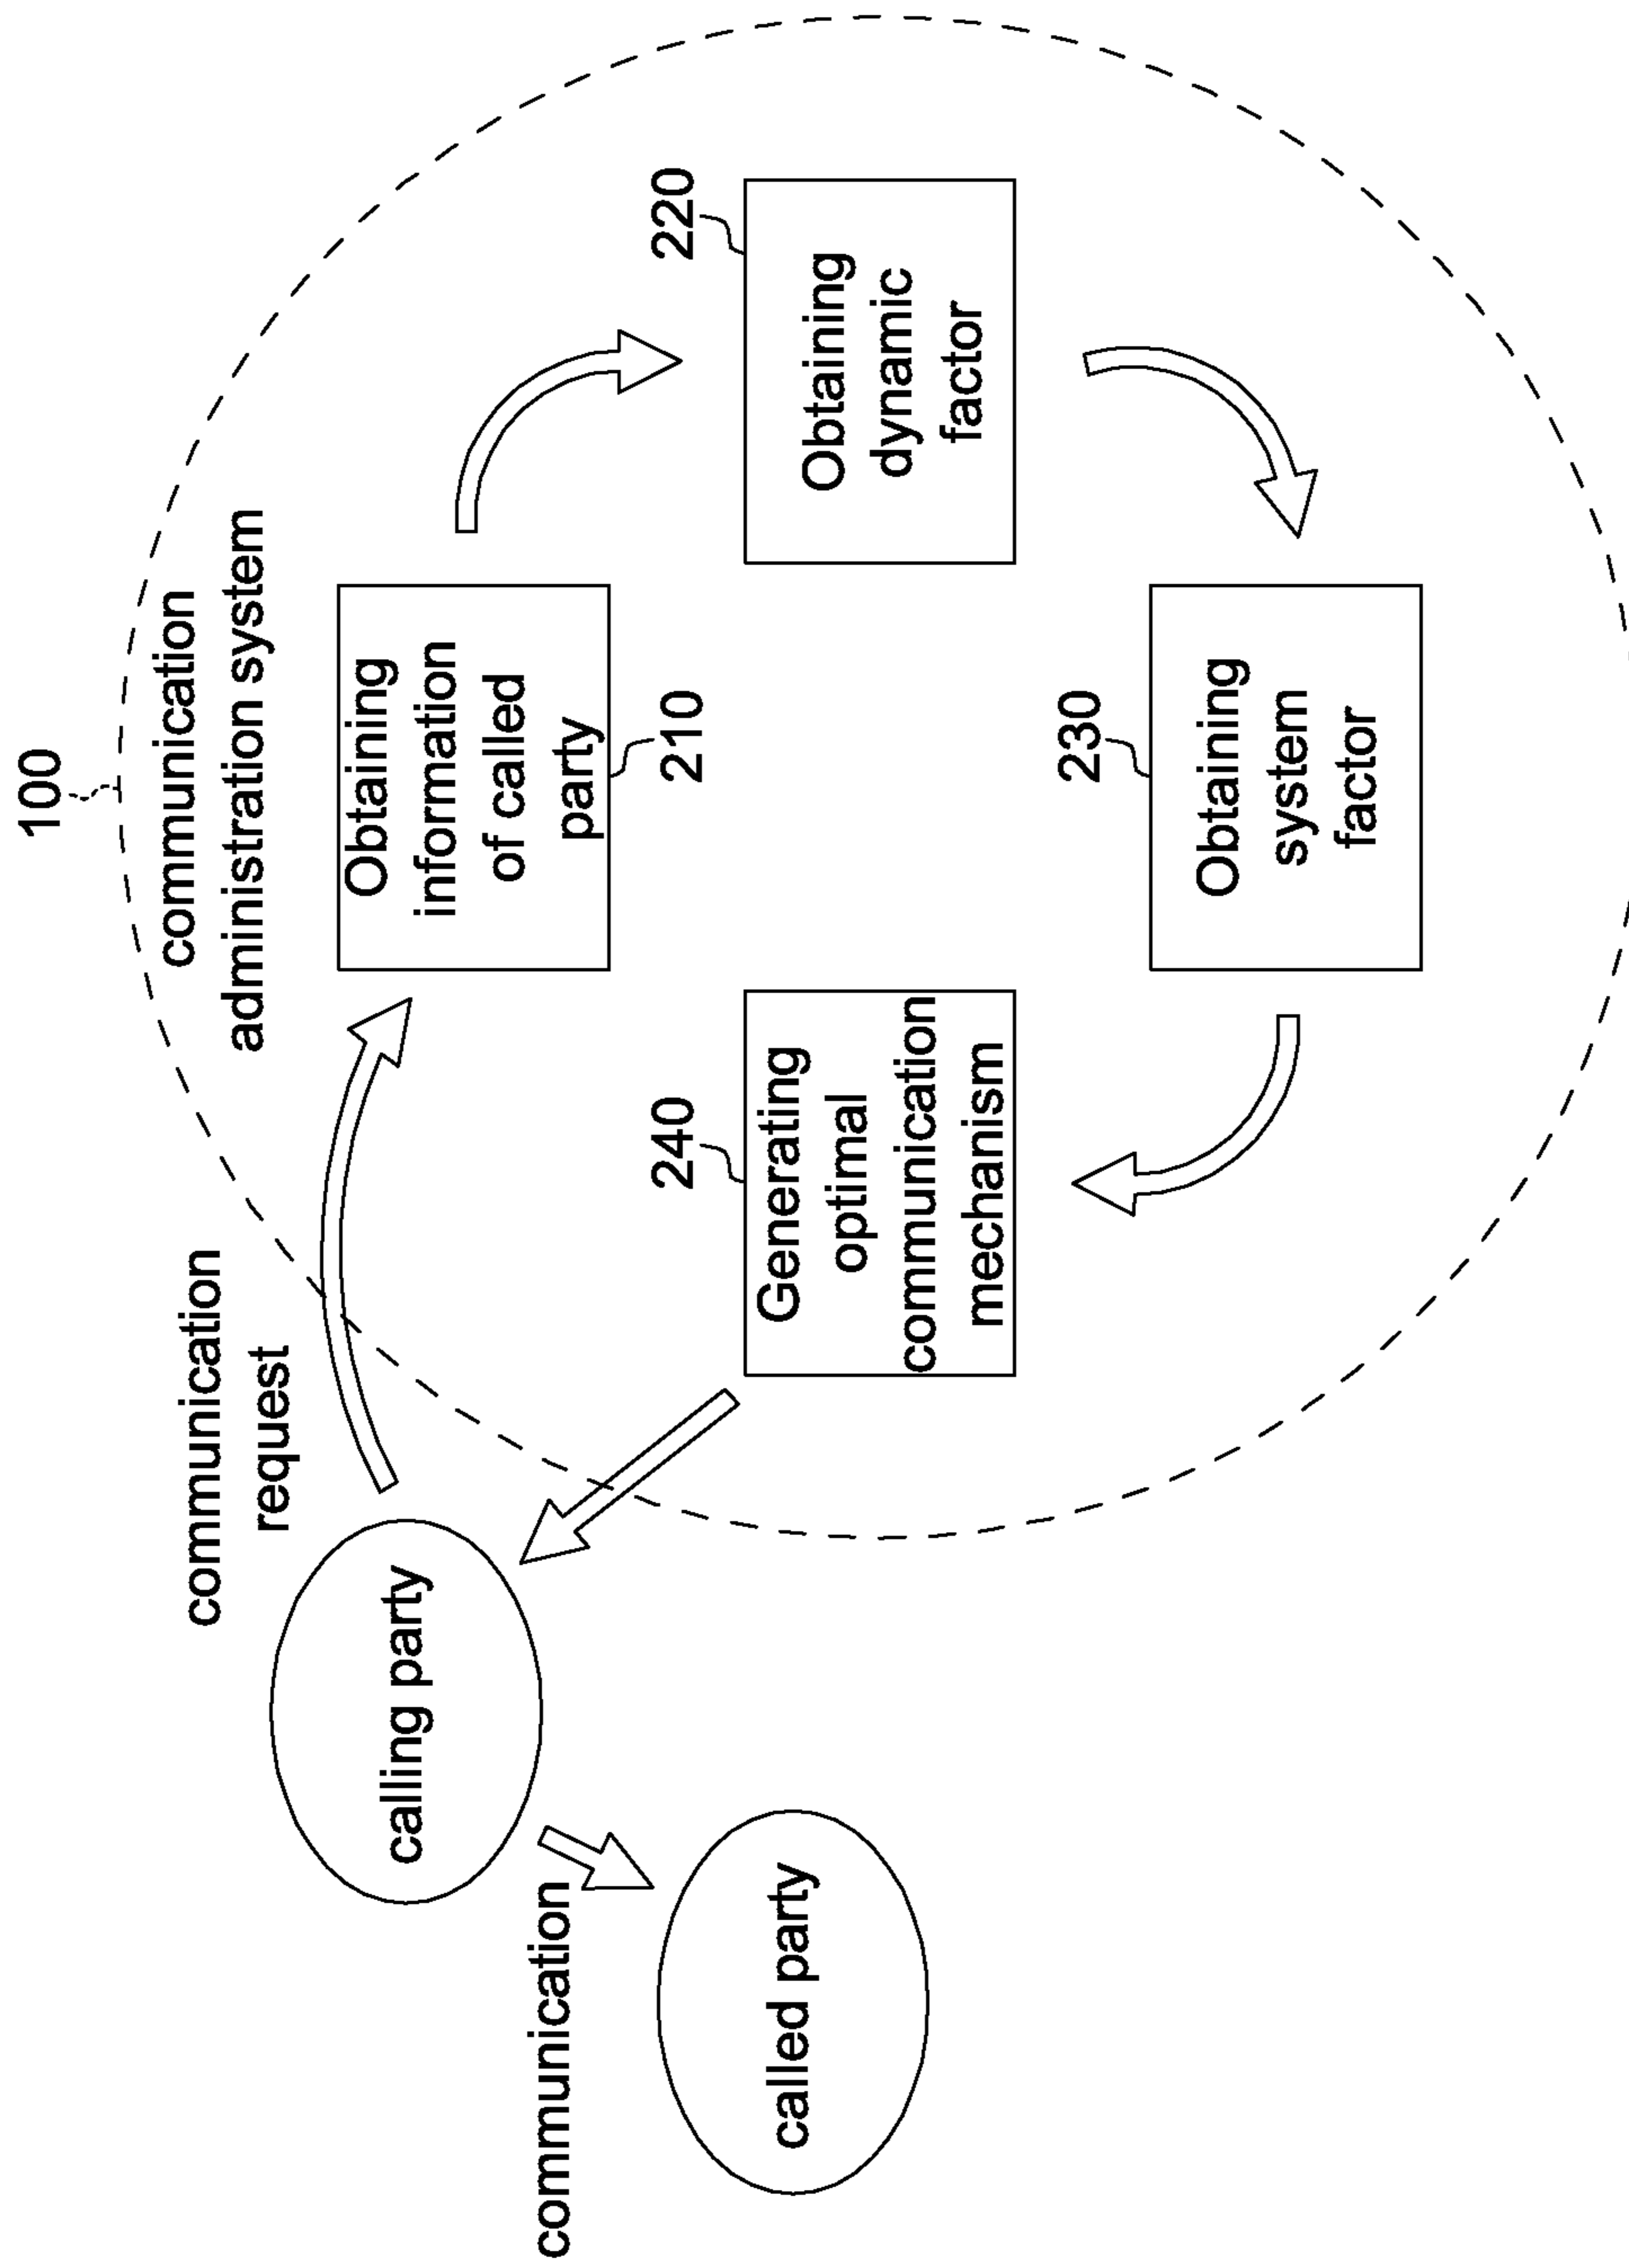 100
communication
administration system
communication
request
calling party
communication
called party
Obtaining
information
of called
party
210
220
Obtaining
dynamic
factor
230
Obtaining
system
factor
240
Generating
optimal
communication
mechanism